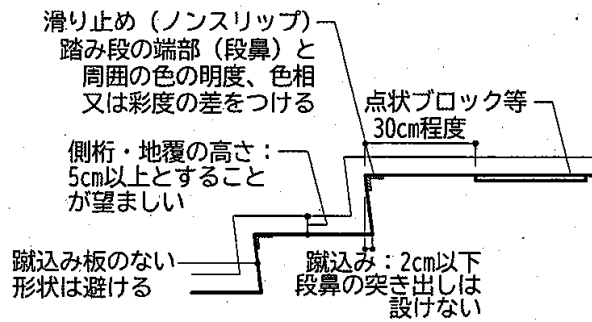 滑り止め（ノンスリップ）
踏み段の端部（段鼻）と
周囲の色の明度、色相
又は彩度の差をつける
点状ブロック等
30cm程度
側桁・地覆の高さ：
5cm以上とすること
が望ましい
蹴込み板のない
形状は避ける
蹴込み：2cm以下
段鼻の突き出しは
設けない